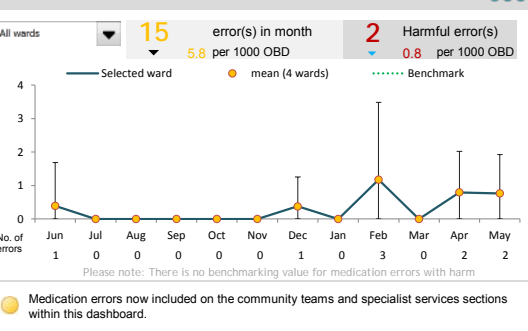 All wards
15 error(s) in month 2 Harmful error(s)
5.8 per 1000 OBD 0.8 per 1000 OBD
Selected ward mean (4 wards) Benchmark
4
3
2
1
0
No. of errors
Jun Jul Aug Sep Oct Nov Dec Jan Feb Mar Apr May
1 0 0 0 0 0 1 0 3 0 2 2
Please note: There is no benchmarking value for medication errors with harm
Medication errors now included on the community teams and specialist services sections
within this dashboard.